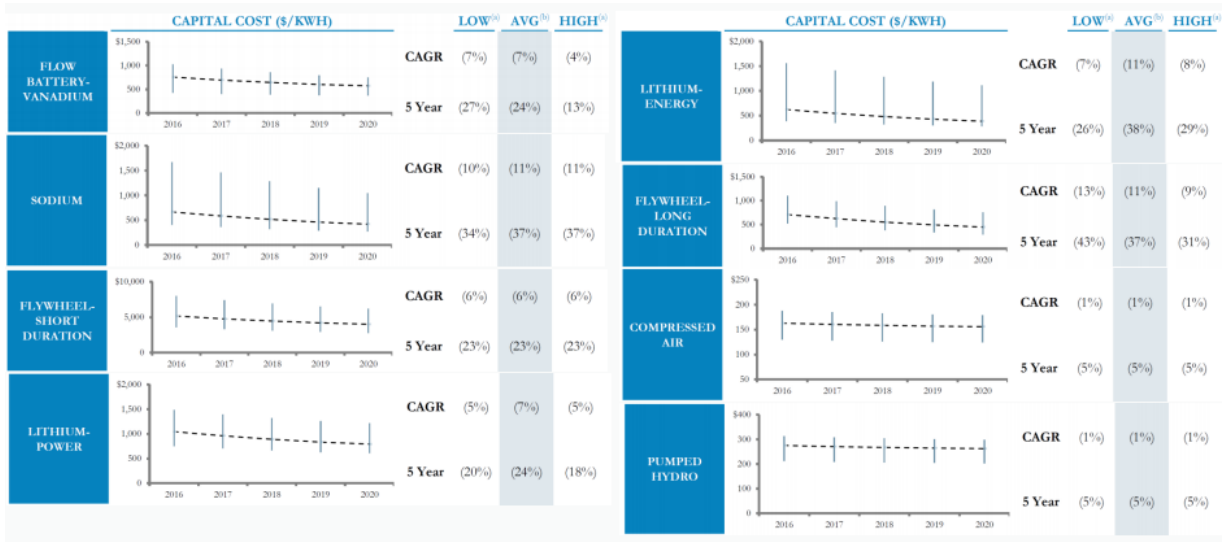 CAPITAL COST ($/KWH) LOW(a) AVG(b) HIGH(a)
FLOW
BATTERY-
VANADIUM
$1,500
1,000
500
0
2016 2017 2018 2019 2020
CAGR (7%) (7%) (4%)
5 Year (27%) (24%) (13%)
SODIUM
$2,000
1,500
1,000
500
0
2016 2017 2018 2019 2020
CAGR (10%) (11%) (11%)
5 Year (34%) (37%) (37%)
FLYWHEEL-
SHORT
DURATION
$10,000
5,000
0
2016 2017 2018 2019 2020
CAGR (6%) (6%) (6%)
5 Year (23%) (23%) (23%)
LITHIUM-
POWER
$2,000
1,500
1,000
500
0
2016 2017 2018 2019 2020
CAGR (5%) (7%) (5%)
5 Year (20%) (24%) (18%)
CAPITAL COST ($/KWH) LOW(a) AVG(b) HIGH(a)
LITHIUM-
ENERGY
$2,000
1,500
1,000
500
0
2016 2017 2018 2019 2020
CAGR (7%) (11%) (8%)
5 Year (26%) (38%) (29%)
FLYWHEEL-
LONG
DURATION
$1,500
1,000
500
0
2016 2017 2018 2019 2020
CAGR (13%) (11%) (9%)
5 Year (43%) (37%) (31%)
COMPRESSED
AIR
$250
200
150
100
50
2016 2017 2018 2019 2020
CAGR (1%) (1%) (1%)
5 Year (5%) (5%) (5%)
PUMPED
HYDRO
$400
300
200
100
0
2016 2017 2018 2019 2020
CAGR (1%) (1%) (1%)
5 Year (5%) (5%) (5%)